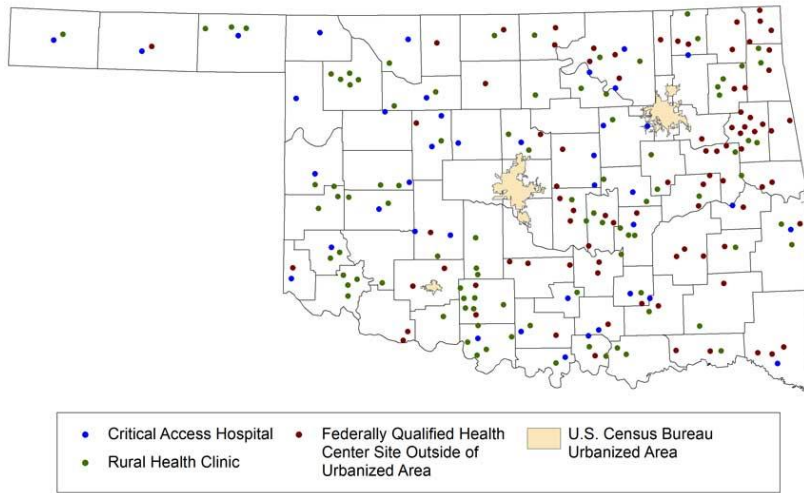 Critical Access Hospital
Rural Health Clinic
Federally Qualified Health
Center Site Outside of
Urbanized Area
U.S. Census Bureau
Urbanized Area